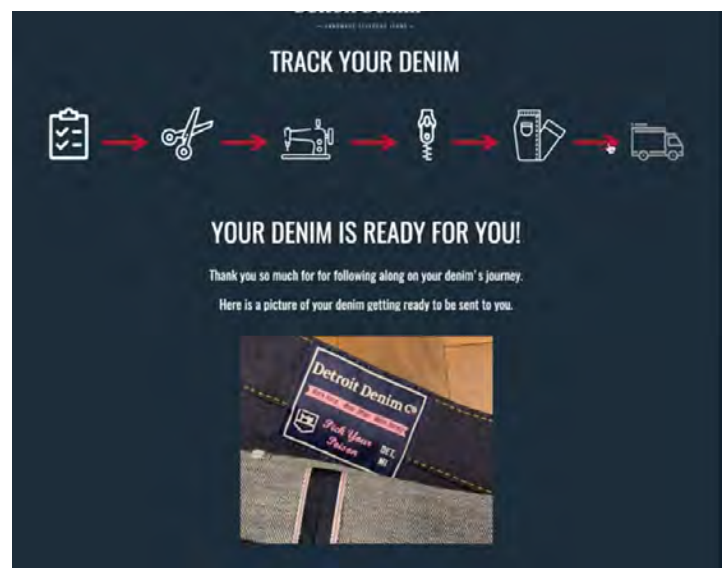 TRACK YOUR DENIM
YOUR DENIM IS READY FOR YOU!
Thank you so much for for following along on your denim's journey.
Here is a picture of your denim getting ready to be sent to you.
Detroit Denim Co
Pick Your
Poison
DET.
MI